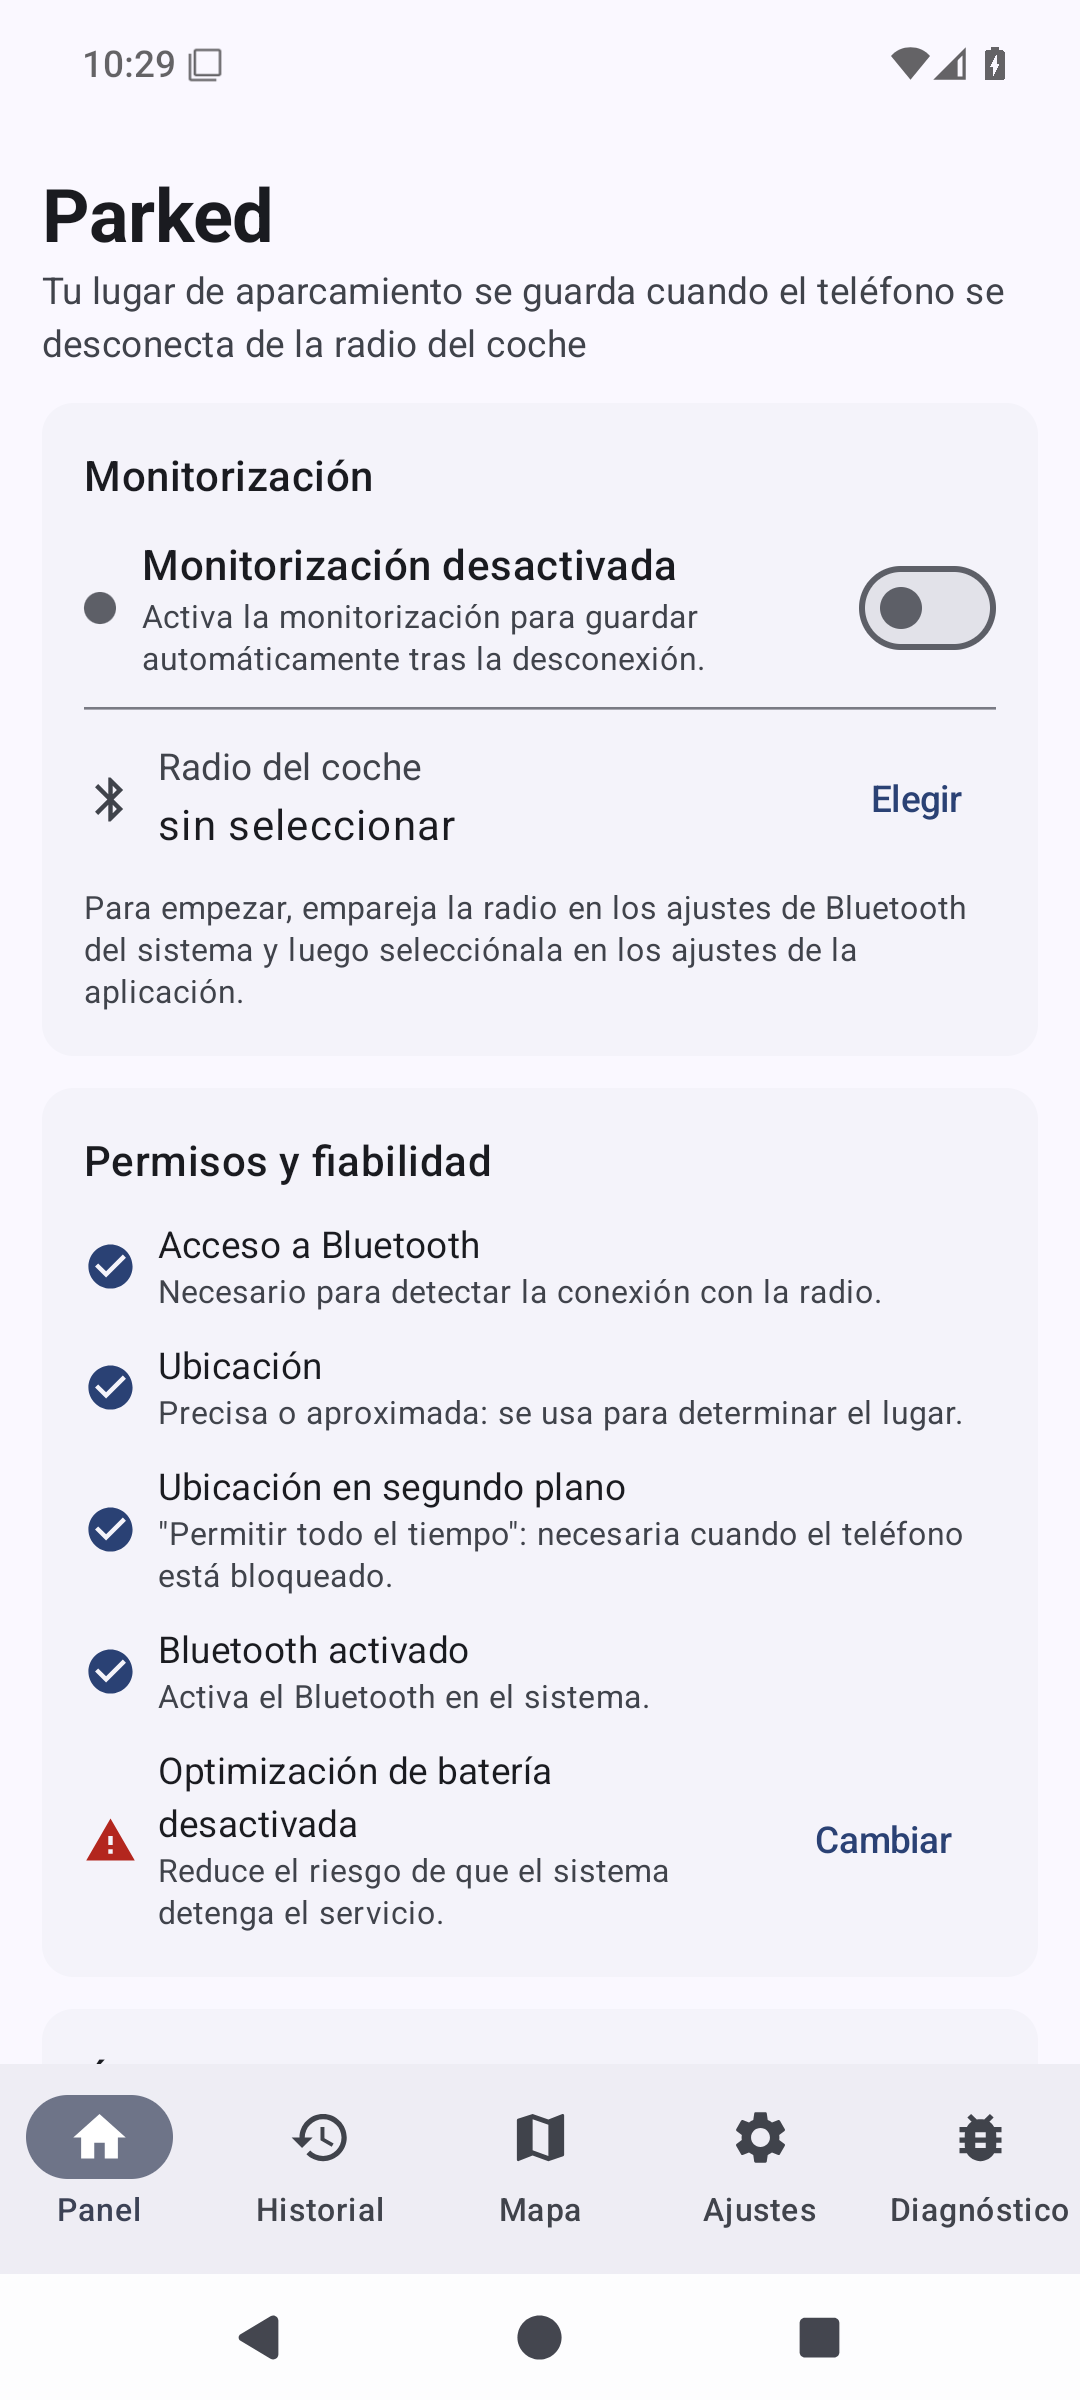 10:29
Parked
Tu lugar de aparcamiento se guarda cuando el teléfono se
desconecta de la radio del coche
Monitorización
Monitorización desactivada
Activa la monitorización para guardar
automáticamente tras la desconexión.
Radio del coche
sin seleccionar
Elegir
Para empezar, empareja la radio en los ajustes de Bluetooth
del sistema y luego selecciónala en los ajustes de la
aplicación.
Permisos y fiabilidad
Acceso a Bluetooth
Necesario para detectar la conexión con la radio.
Ubicación
Precisa o aproximada: se usa para determinar el lugar.
Ubicación en segundo plano
"Permitir todo el tiempo": necesaria cuando el teléfono
está bloqueado.
Bluetooth activado
Activa el Bluetooth en el sistema.
Optimización de batería
desactivada
Reduce el riesgo de que el sistema
detenga el servicio.
Cambiar
Panel
Historial
Mapa
Ajustes
Diagnóstico